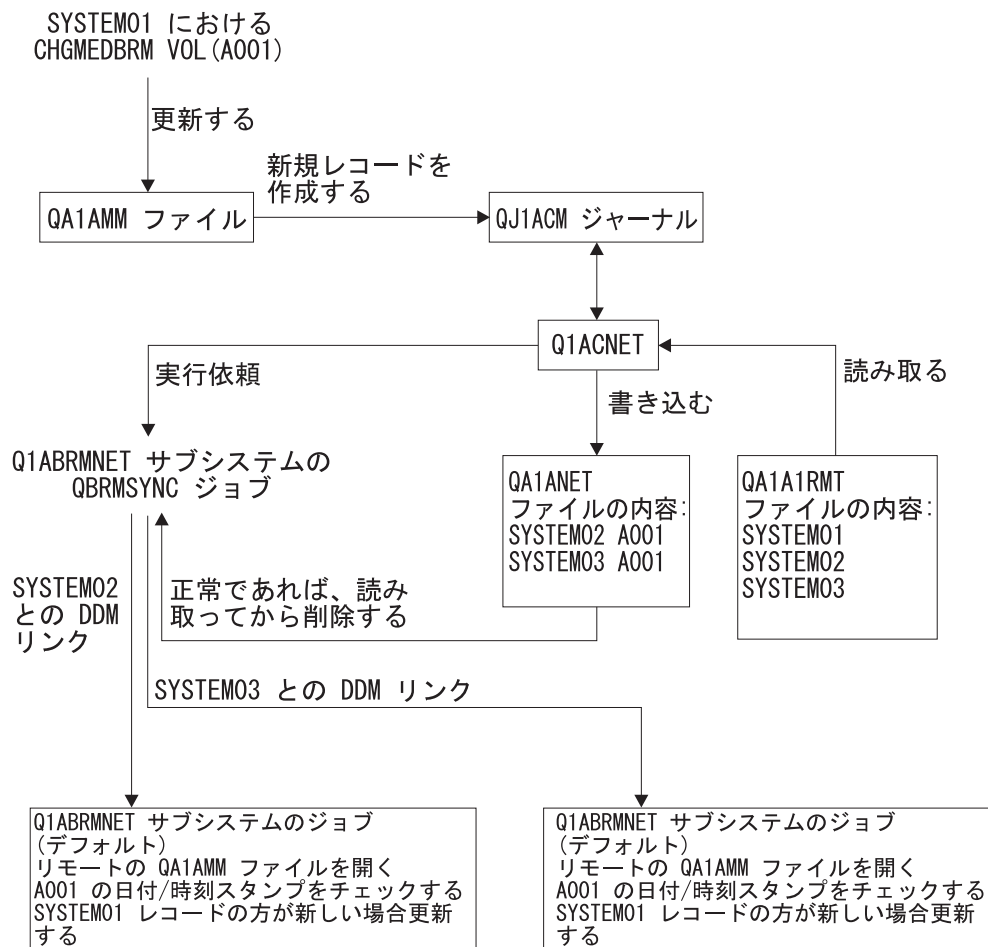 SYSTEM01 における
CHGMEDBRM VOL(A001)
更新する
新規レコードを
作成する
QA1AMM ファイル
QJ1ACM ジャーナル
Q1ACNET
実行依頼
書き込む
読み取る
Q1ABRMNET サブシステムの
QBRMSYNC ジョブ
QA1ANET
ファイルの内容:
SYSTEM02 A001
SYSTEM03 A001
QA1A1RMT
ファイルの内容:
SYSTEM01
SYSTEM02
SYSTEM03
SYSTEM02
との DDM
リンク
正常であれば、読み
取ってから削除する
SYSTEM03 との DDM リンク
Q1ABRMNET サブシステムのジョブ
(デフォルト)
リモートの QA1AMM ファイルを開く
A001 の日付/時刻スタンプをチェックする
SYSTEM01 レコードの方が新しい場合更新
する
Q1ABRMNET サブシステムのジョブ
(デフォルト)
リモートの QA1AMM ファイルを開く
A001 の日付/時刻スタンプをチェックする
SYSTEM01 レコードの方が新しい場合更新
する